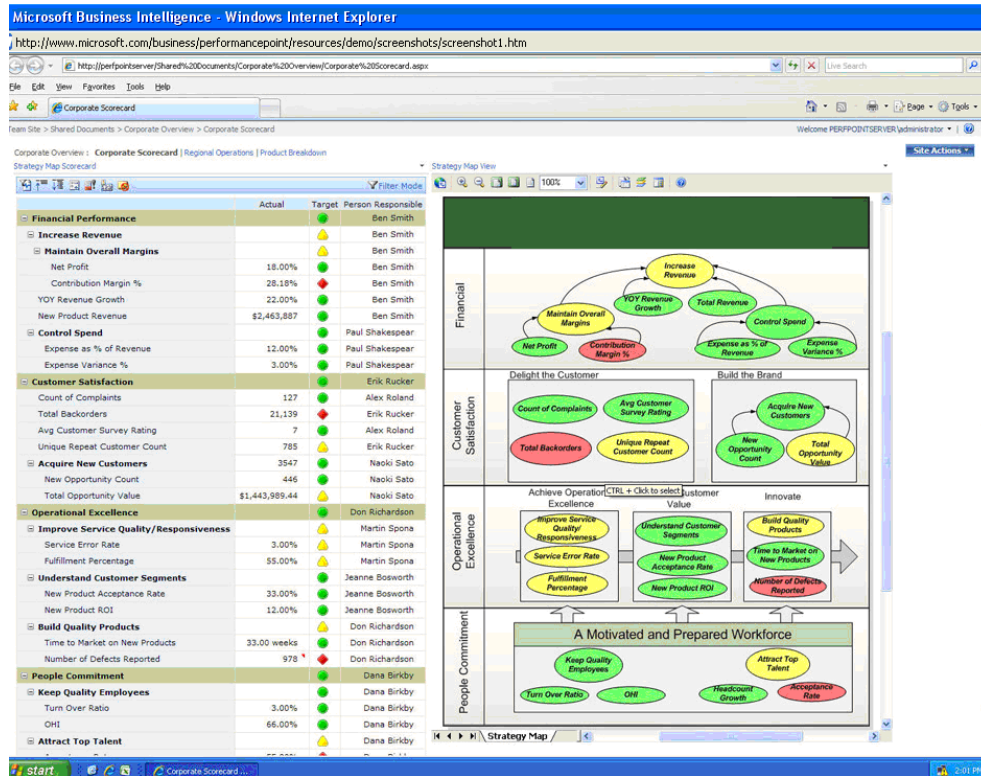 Microsoft Business Intelligence - Windows Internet Explorer
http://www.microsoft.com/business/performancepoint/resources/demo/screenshots/screenshot1.htm
http://perfpointserver/Shared%20Documents/Corporate%20Overview/Corporate%20Scorecard.aspx
Live Search
File Edit View Favorites Tools Help
Corporate Scorecard
Page Tools
Team Site > Shared Documents > Corporate Overview > Corporate Scorecard
Welcome PERFPOINTSERVER\administrator
Corporate Overview : Corporate Scorecard | Regional Operations | Product Breakdown
Site Actions
Strategy Map Scorecard
Filter Mode
Actual Target Person Responsible
Financial Performance Ben Smith
Increase Revenue Ben Smith
Maintain Overall Margins Ben Smith
Net Profit 18.00% Ben Smith
Contribution Margin % 28.18% Ben Smith
YOY Revenue Growth 22.00% Ben Smith
New Product Revenue $2,463,887 Ben Smith
Control Spend Paul Shakespear
Expense as % of Revenue 12.00% Paul Shakespear
Expense Variance % 3.00% Paul Shakespear
Customer Satisfaction Erik Rucker
Count of Complaints 127 Alex Roland
Total Backorders 21,139 Erik Rucker
Avg Customer Survey Rating 7 Alex Roland
Unique Repeat Customer Count 785 Erik Rucker
Acquire New Customers 3547 Naoki Sato
New Opportunity Count 446 Naoki Sato
Total Opportunity Value $1,443,989.44 Naoki Sato
Operational Excellence Don Richardson
Improve Service Quality/Responsiveness Martin Spona
Service Error Rate 3.00% Martin Spona
Fulfillment Percentage 55.00% Martin Spona
Understand Customer Segments Jeanne Bosworth
New Product Acceptance Rate 33.00% Jeanne Bosworth
New Product ROI 12.00% Jeanne Bosworth
Build Quality Products Don Richardson
Time to Market on New Products 33.00 weeks Don Richardson
Number of Defects Reported 978 Don Richardson
People Commitment Dana Birkby
Keep Quality Employees Dana Birkby
Turn Over Ratio 3.00% Dana Birkby
OHI 66.00% Dana Birkby
Attract Top Talent Dana Birkby
Strategy Map View
100%
Financial
Increase
Revenue
YOY Revenue
Growth
Total Revenue
Maintain Overall
Margins
Control Spend
Net Profit
Contribution
Margin %
Expense as % of
Revenue
Expense
Variance %
Customer
Satisfaction
Delight the Customer
Build the Brand
Count of Complaints
Avg Customer
Survey Rating
Total Backorders
Unique Repeat
Customer Count
Acquire New
Customers
New
Opportunity
Count
Total
Opportunity
Value
CTRL + Click to select
Operational
Excellence
Achieve Operation
Excellence
ustomer
Value
Innovate
Improve Service
Quality/
Responsiveness
Service Error Rate
Fulfillment
Percentage
Understand Customer
Segments
New Product
Acceptance Rate
New Product ROI
Build Quality
Products
Time to Market on
New Products
Number of Defects
Reported
People Commitment
A Motivated and Prepared Workforce
Keep Quality
Employees
Turn Over Ratio
OHI
Attract Top
Talent
Headcount
Growth
Acceptance
Rate
Strategy Map
start
Corporate Scorecard ...
2:01 PM